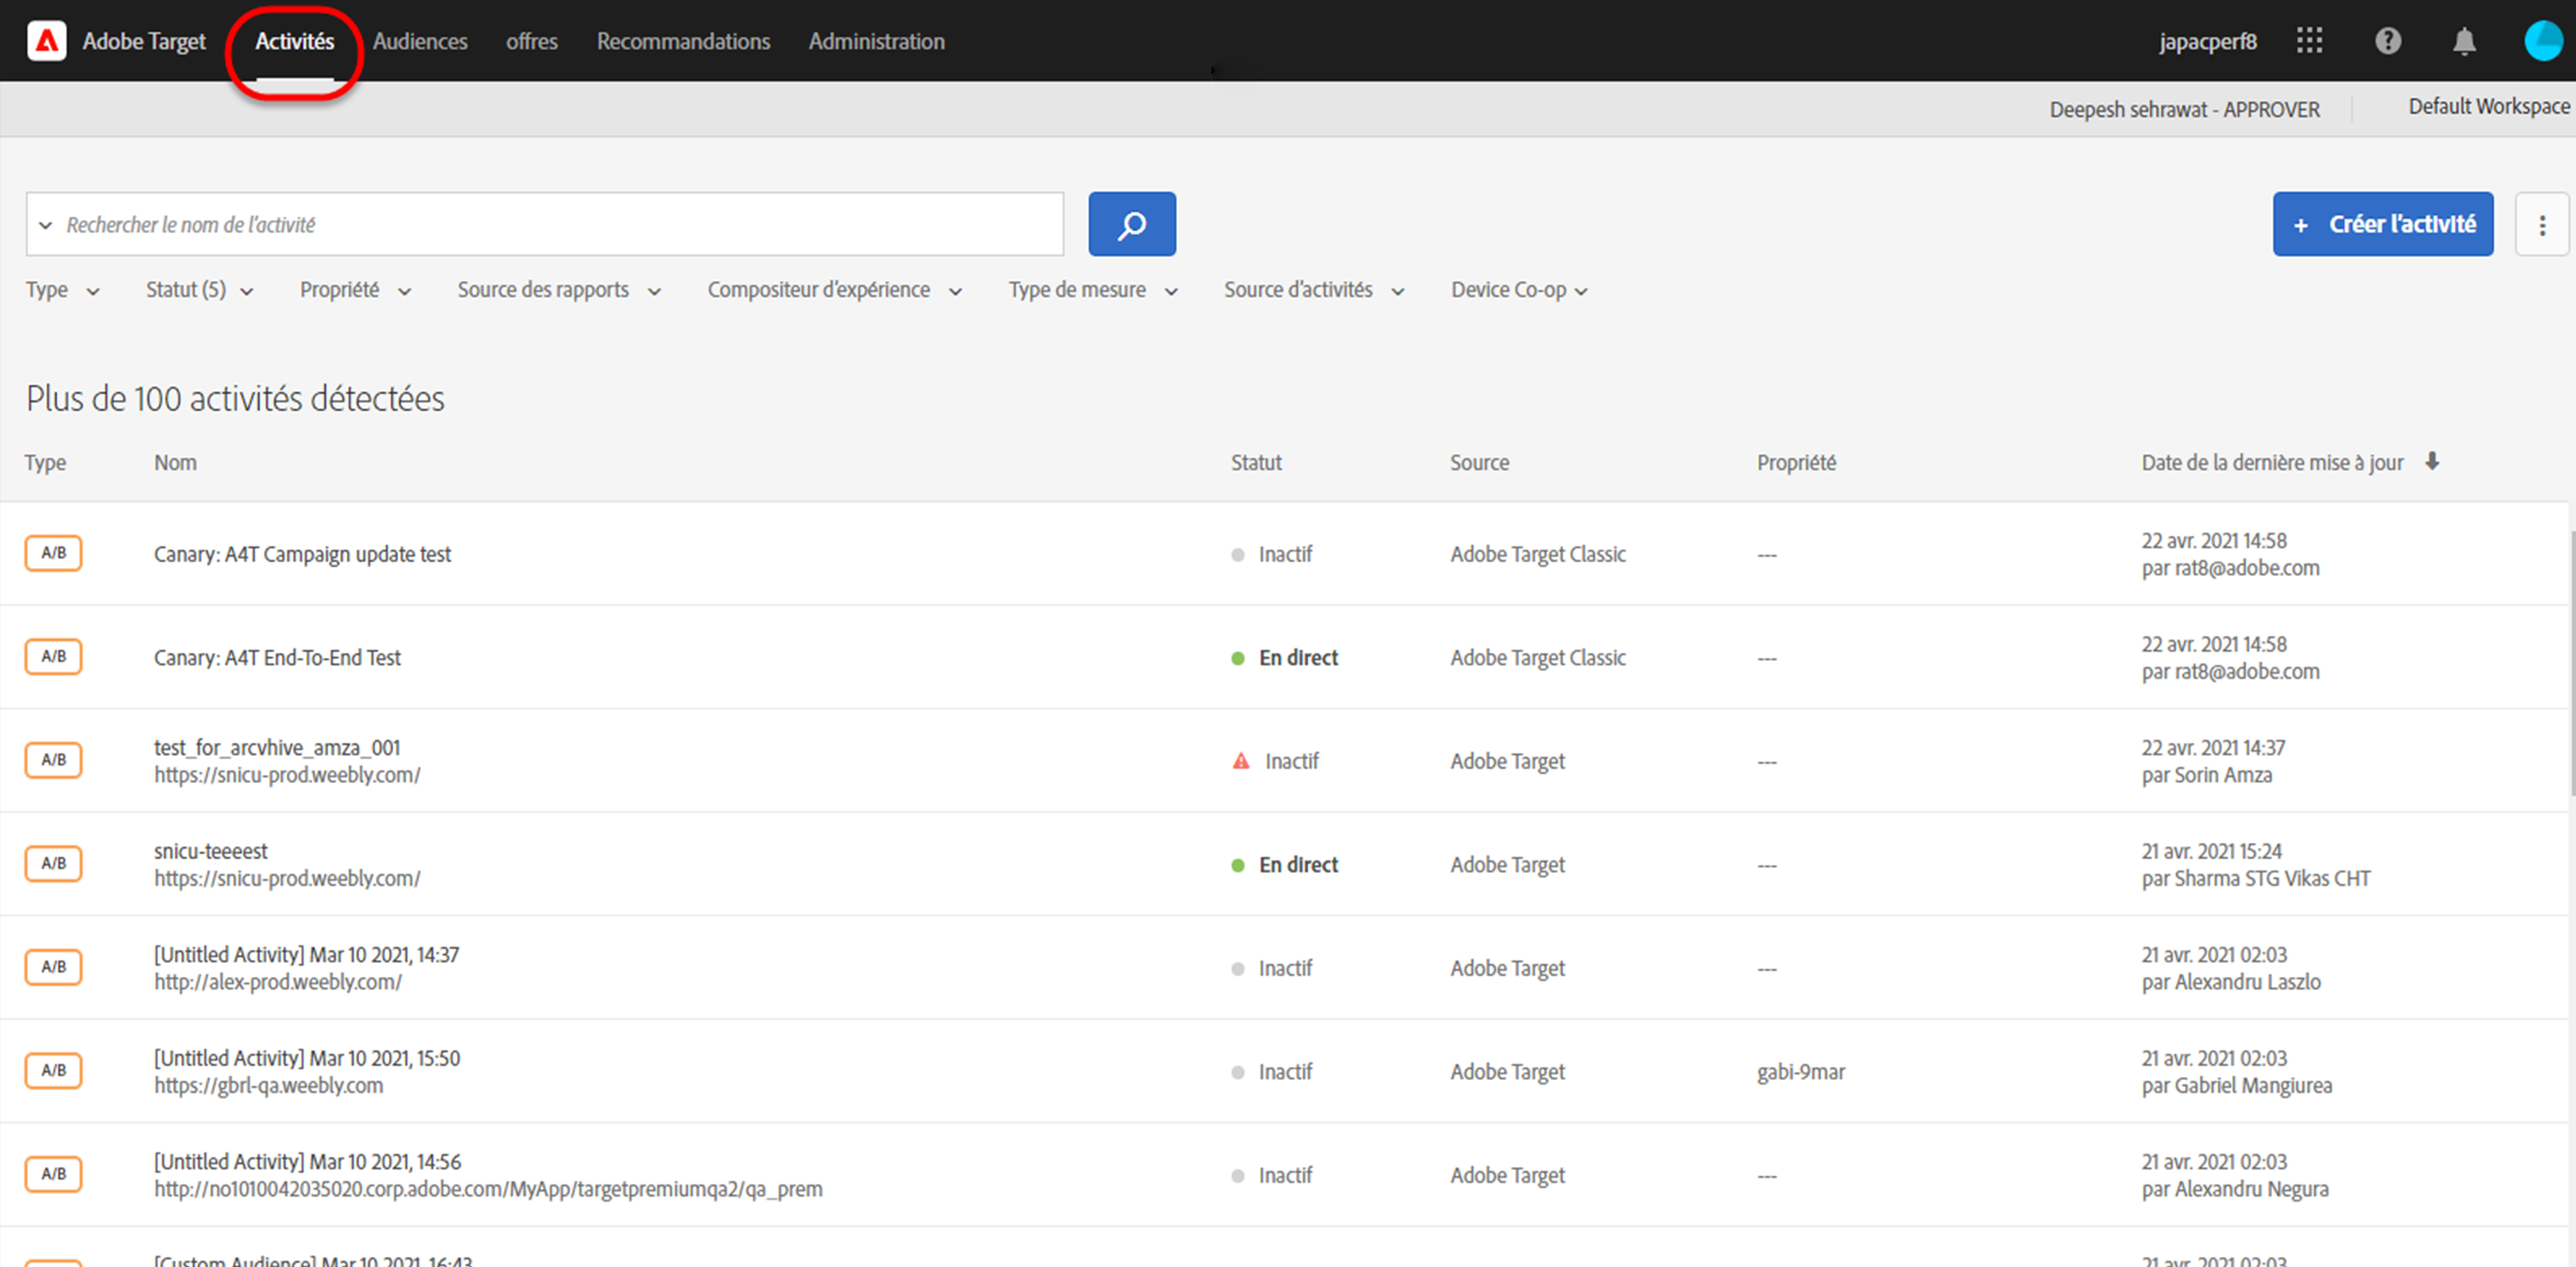 Adobe Target Activités Audiences offres Recommandations Administration japacperf8
Deepesh sehrawat - APPROVER Default Workspace
Rechercher le nom de l'activité
+ Créer l'activité
Type Statut (5) Propriété Source des rapports Compositeur d'expérience Type de mesure Source d'activités Device Co-op
Plus de 100 activités détectées
Type Nom Statut Source Propriété Date de la dernière mise à jour
A/B Canary: A4T Campaign update test Inactif Adobe Target Classic --- 22 avr. 2021 14:58
par rat8@adobe.com
A/B Canary: A4T End-To-End Test En direct Adobe Target Classic --- 22 avr. 2021 14:58
par rat8@adobe.com
A/B test_for_arcvhive_amza_001 Inactif Adobe Target --- 22 avr. 2021 14:37
https://snicu-prod.weebly.com/ par Sorin Amza
A/B snicu-teeeest En direct Adobe Target --- 21 avr. 2021 15:24
https://snicu-prod.weebly.com/ par Sharma STG Vikas CHT
A/B [Untitled Activity] Mar 10 2021, 14:37 Inactif Adobe Target --- 21 avr. 2021 02:03
http://alex-prod.weebly.com/ par Alexandru Laszlo
A/B [Untitled Activity] Mar 10 2021, 15:50 Inactif Adobe Target gabi-9mar 21 avr. 2021 02:03
https://gbrl-qa.weebly.com par Gabriel Mangiurea
A/B [Untitled Activity] Mar 10 2021, 14:56 Inactif Adobe Target --- 21 avr. 2021 02:03
http://no1010042035020.corp.adobe.com/MyApp/targetpremiumqa2/qa_prem par Alexandru Negura
[Custom Audience] Mar 10 2021, 16:43 21 avr. 2021 02:03